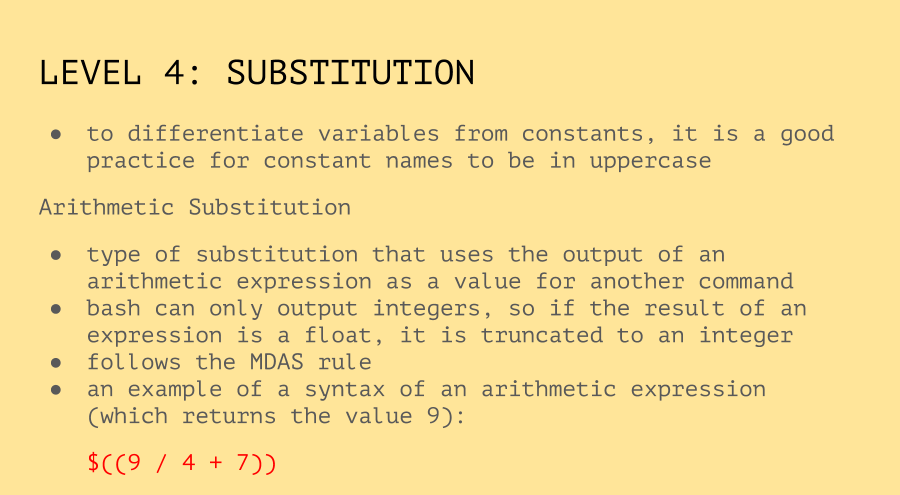 LEVEL 4: SUBSTITUTION
● to differentiate variables from constants, it is a good
practice for constant names to be in uppercase
Arithmetic Substitution
● type of substitution that uses the output of an
arithmetic expression as a value for another command
● bash can only output integers, so if the result of an
expression is a float, it is truncated to an integer
● follows the MDAS rule
● an example of a syntax of an arithmetic expression
(which returns the value 9):
$((9 / 4 + 7))